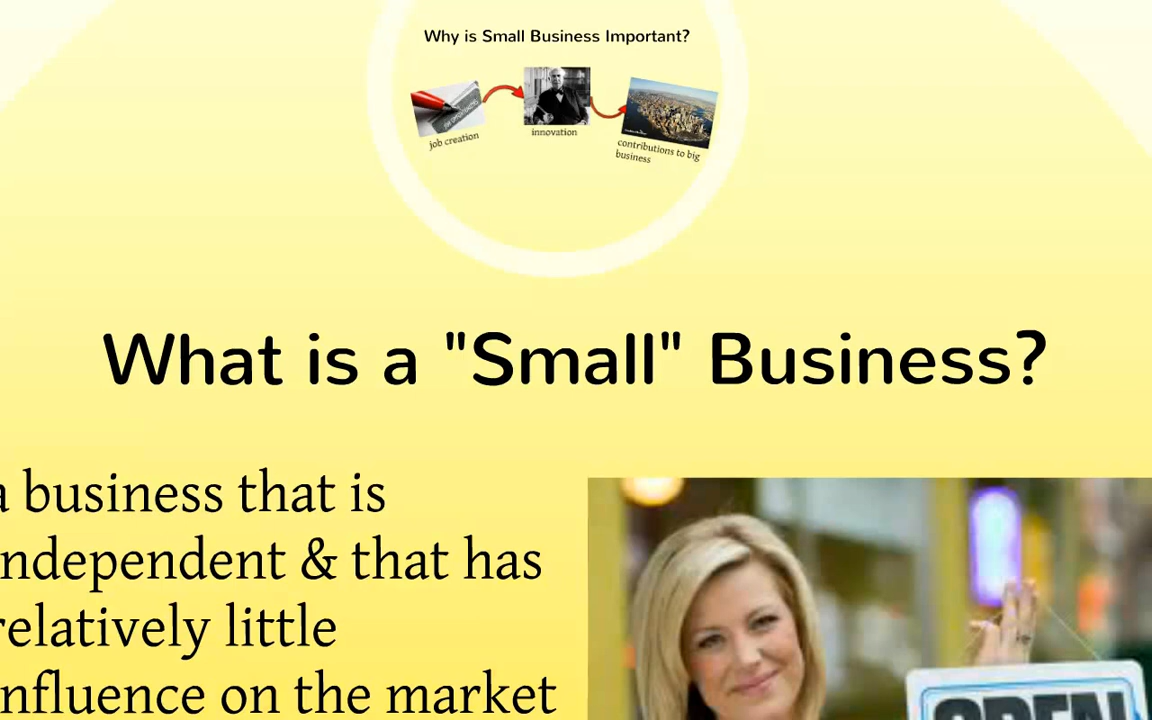 Why is Small Business Important?
job creation
innovation
contributions to big
business
What is a "Small" Business?
a business that is
ndependent & that has
relatively little
nfluence on the market
OPEN